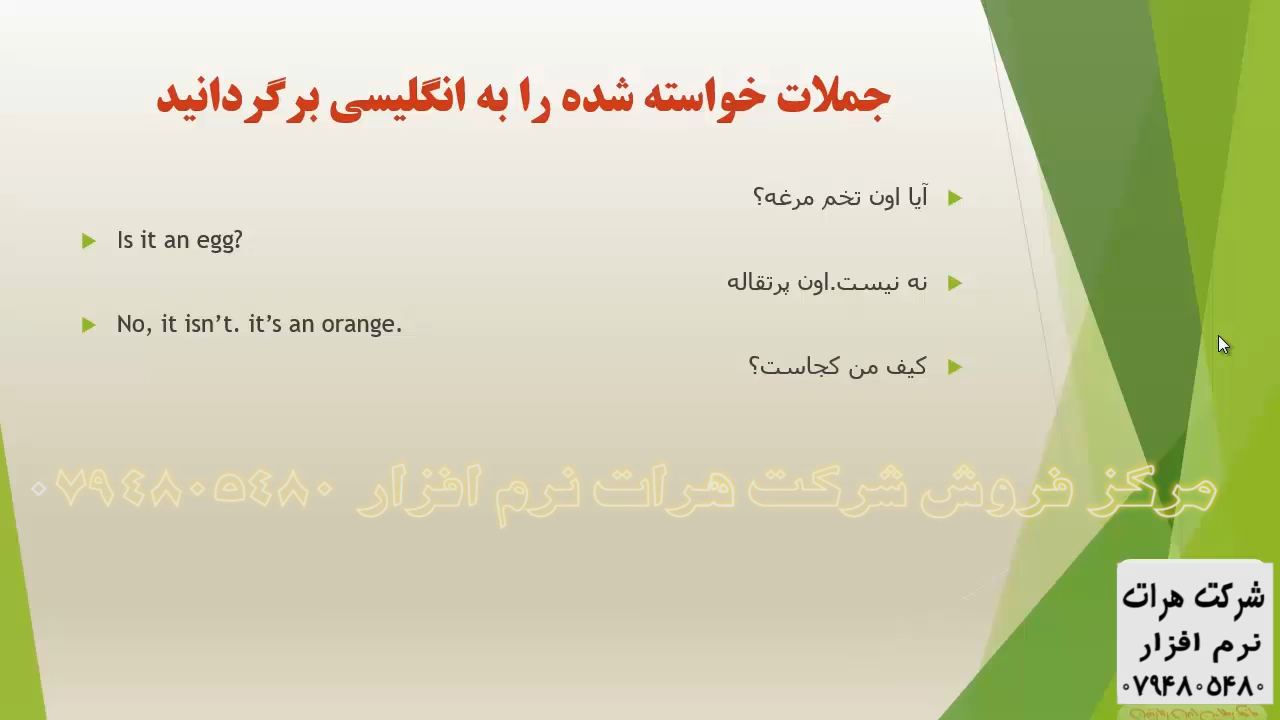 جملات خواسته شده را به انگلیسی برگردانید
آیا اون تخم مرغه؟
Is it an egg?
نه نیست.اون پرتقاله
No, it isn’t. it’s an orange.
کیف من کجاست؟
مرکز فروش شرکت هرات نرم افزار ۰۷۹۴۸۰۵۴۸۰
شرکت هرات
نرم افزار
۰۷۹۴۸۰۵۴۸۰